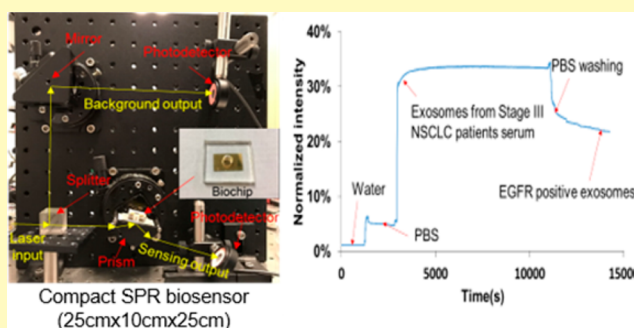 Mirror
Photodetector
Background output
Splitter
Biochip
Laser
input
Prism
Sensing output
Photodetector
Compact SPR biosensor
(25cmx10cmx25cm)
Normalized intensity
40%
30%
20%
10%
0%
Water
PBS
Exosomes from Stage III
NSCLC patients serum
PBS washing
EGFR positive exosomes
0
5000
10000
15000
Time(s)